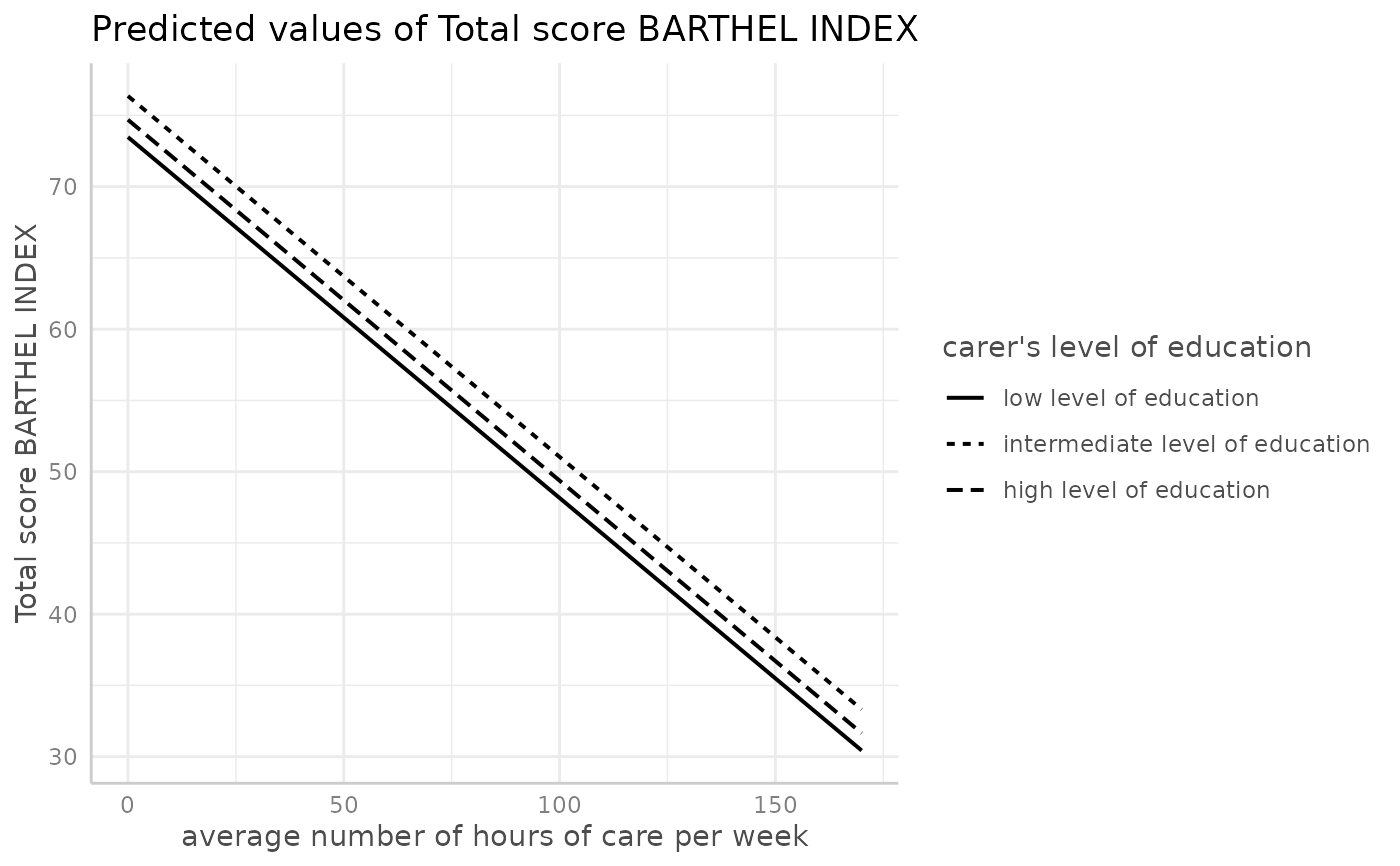 Predicted values of Total score BARTHEL INDEX
Total score BARTHEL INDEX
70
60
50
40
30
0
50
100
150
average number of hours of care per week
carer's level of education
low level of education
intermediate level of education
high level of education